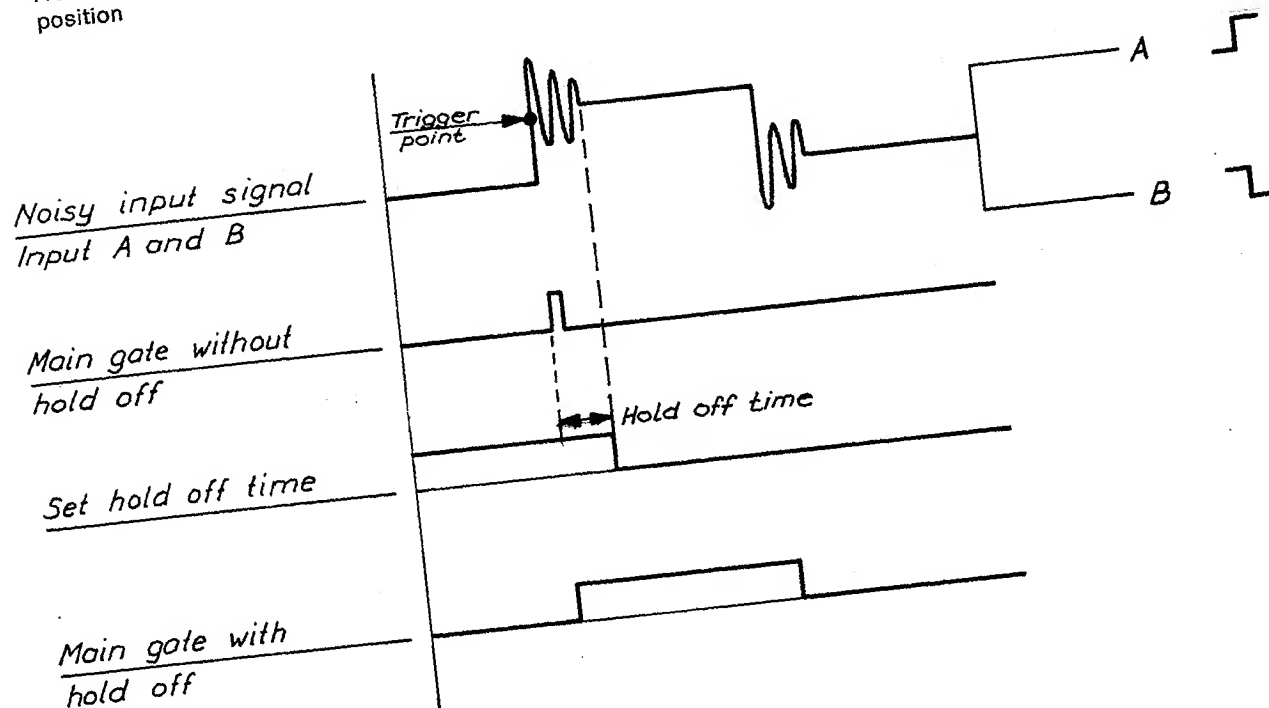 position
A
Trigger
point
B
Noisy input signal
Input A and B
Main gate without
hold off
Hold off time
Set hold off time
Main gate with
hold off